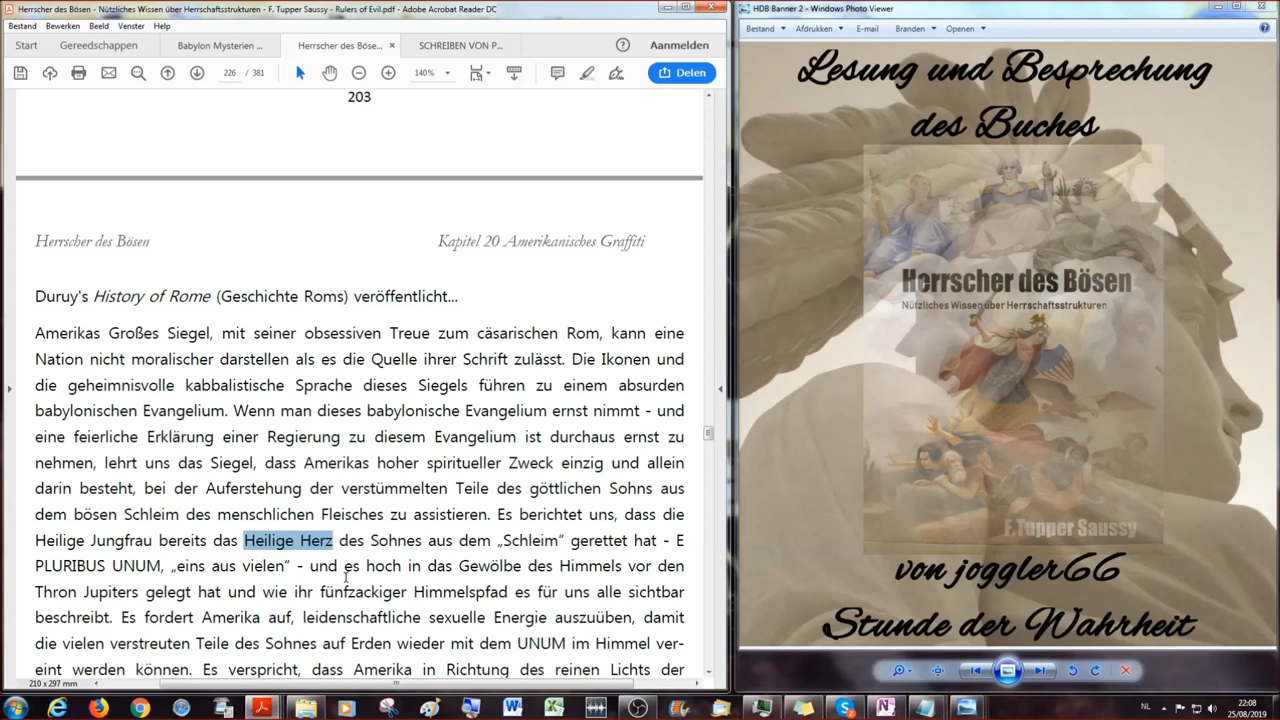 Herrscher des Bösen - Nützliches Wissen über Herrschaftsstrukturen - F. Tupper Saussy - Rulers of Evil.pdf - Adobe Acrobat Reader DC
Bestand Bewerken Beeld Venster Help
Start Gereedschappen Babylon Mysterien ... Herrscher des Böse... × SCHREIBEN VON P... Aanmelden
226 / 381 140% Delen
203
Herrscher des Bösen Kapitel 20 Amerikanisches Graffiti
Duruy's History of Rome (Geschichte Roms) veröffentlicht...
Amerikas Großes Siegel, mit seiner obsessiven Treue zum cäsarischen Rom, kann eine
Nation nicht moralischer darstellen als es die Quelle ihrer Schrift zulässt. Die Ikonen und
die geheimnisvolle kabbalistische Sprache dieses Siegels führen zu einem absurden
babylonischen Evangelium. Wenn man dieses babylonische Evangelium ernst nimmt - und
eine feierliche Erklärung einer Regierung zu diesem Evangelium ist durchaus ernst zu
nehmen, lehrt uns das Siegel, dass Amerikas hoher spiritueller Zweck einzig und allein
darin besteht, bei der Auferstehung der verstümmelten Teile des göttlichen Sohns aus
dem bösen Schleim des menschlichen Fleisches zu assistieren. Es berichtet uns, dass die
Heilige Jungfrau bereits das Heilige Herz des Sohnes aus dem „Schleim“ gerettet hat - E
PLURIBUS UNUM, „eins aus vielen“ - und es hoch in das Gewölbe des Himmels vor den
Thron Jupiters gelegt hat und wie ihr fünfzackiger Himmelspfad es für uns alle sichtbar
beschreibt. Es fordert Amerika auf, leidenschaftliche sexuelle Energie auszuüben, damit
die vielen verstreuten Teile des Sohnes auf Erden wieder mit dem UNUM im Himmel ver-
eint werden können. Es verspricht, dass Amerika in Richtung des reinen Lichts der
210 x 297 mm
HDB Banner 2 - Windows Photo Viewer
Bestand Afdrukken E-mail Branden Openen
Lesung und Besprechung
des Buches
Herrscher des Bösen
Nützliches Wissen über Herrschaftsstrukturen
F.Tupper Saussy
von joggler66
Stunde der Wahrheit
NL 22:08
25/08/2019